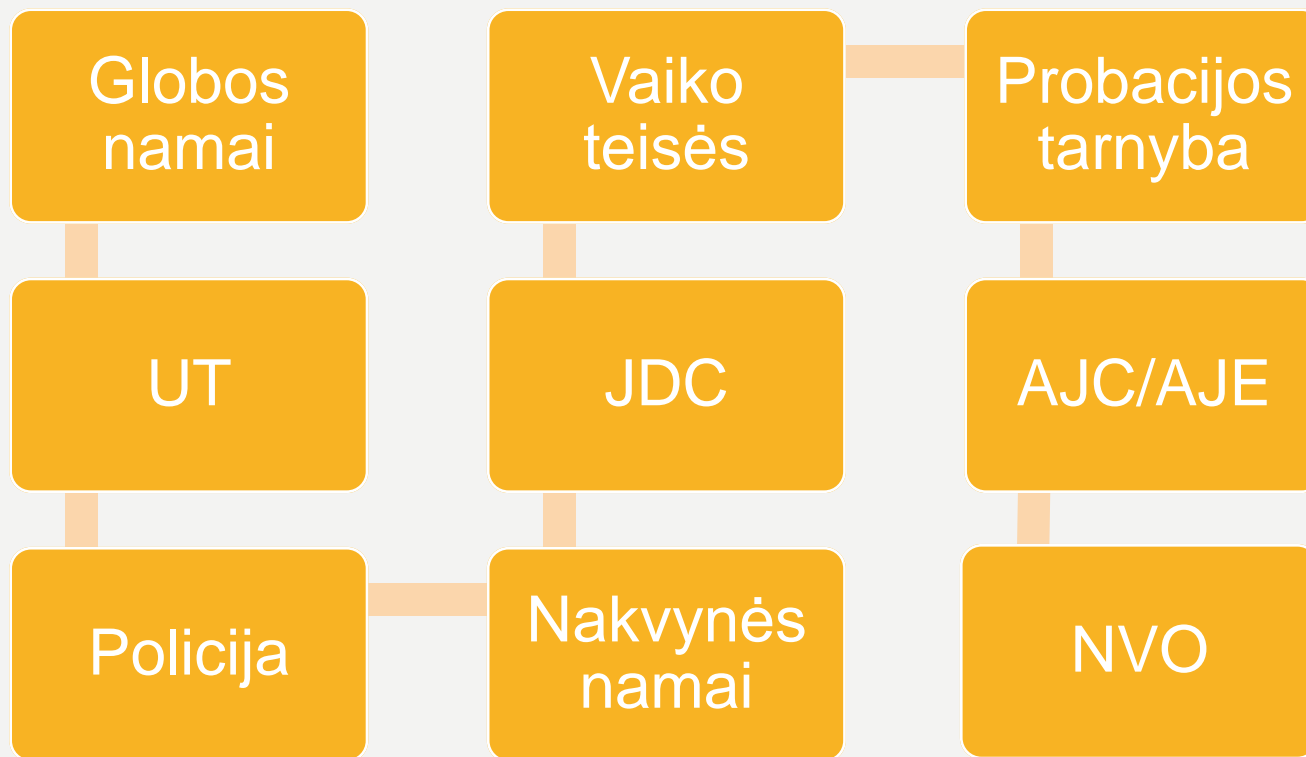 Globos
namai
Vaiko
teisės
Probacijos
tarnyba
UT
JDC
AJC/AJE
Policija
Nakvynės
namai
NVO